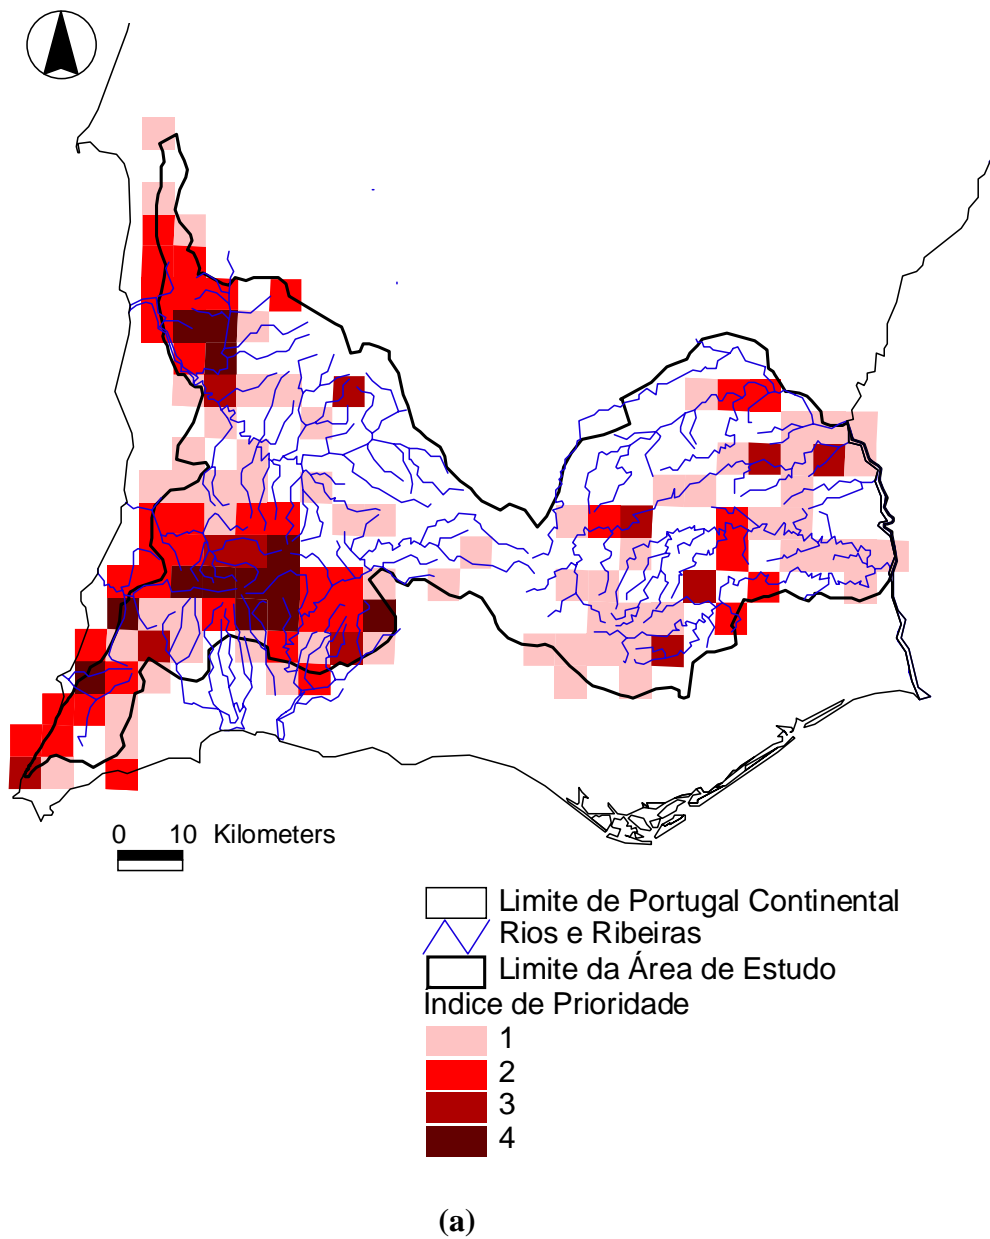 0 10 Kilometers
Limite de Portugal Continental
Rios e Ribeiras
Limite da Área de Estudo
Índice de Prioridade
1
2
3
4
(a)